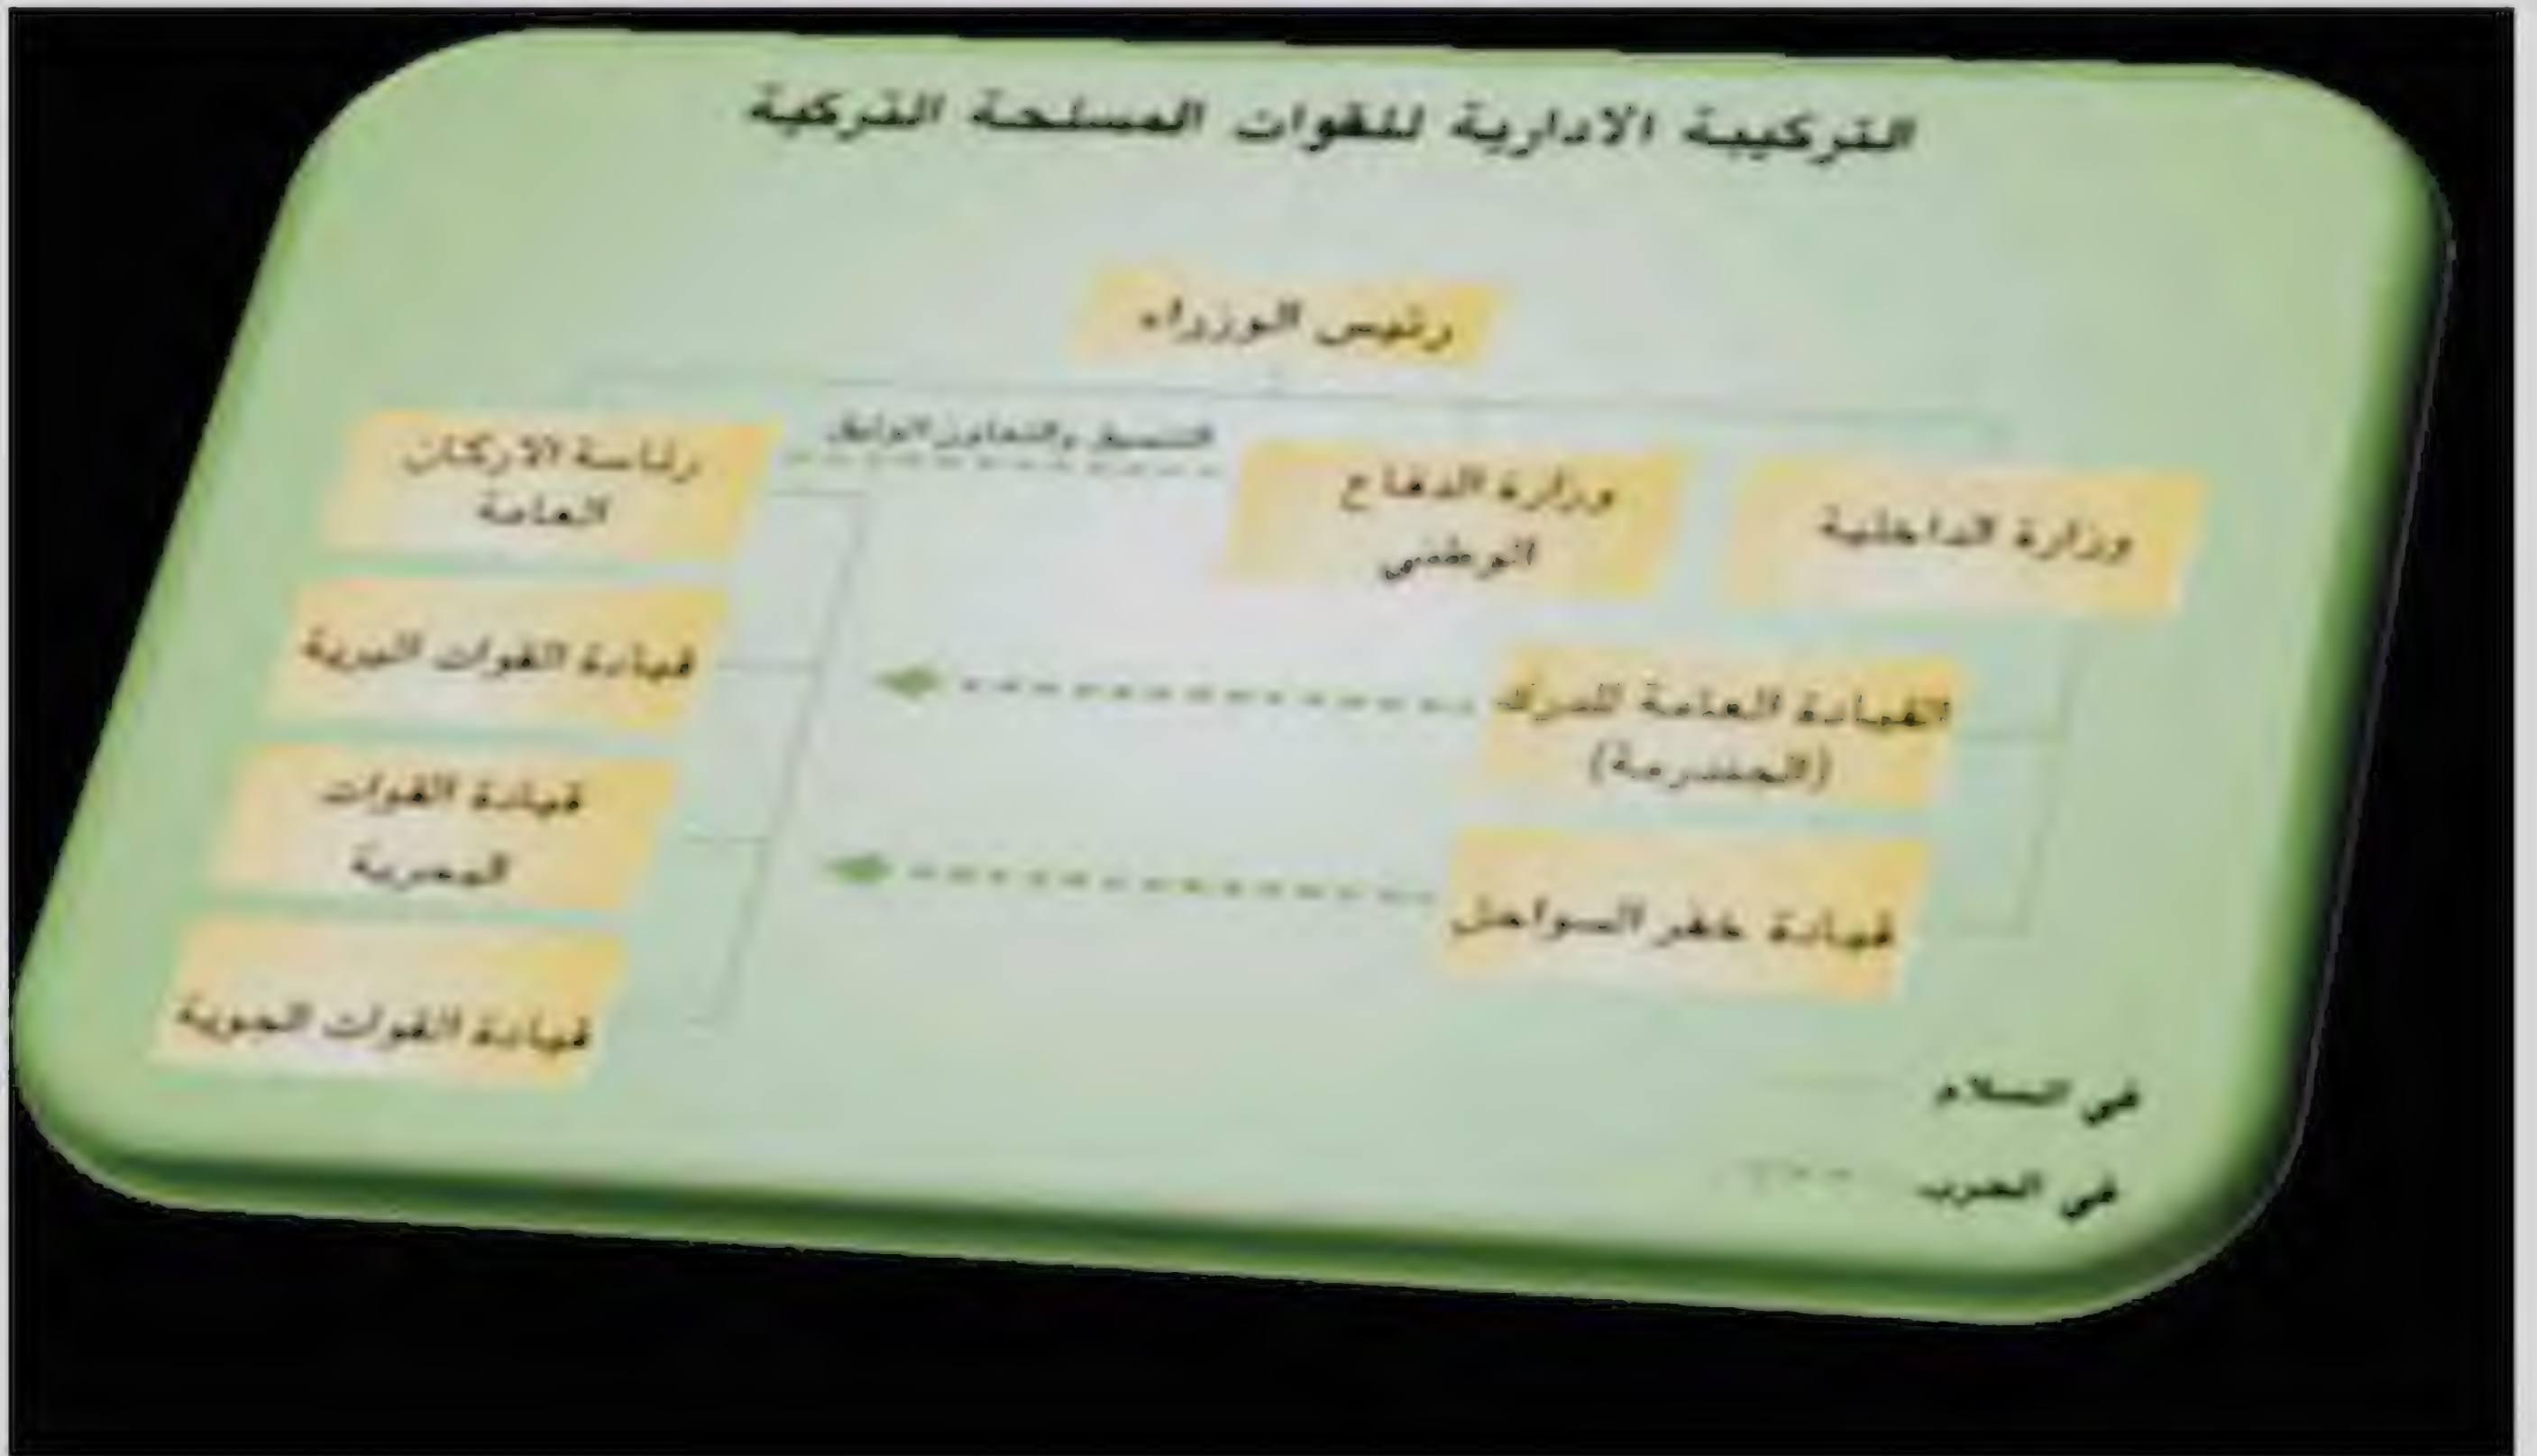 التركيبة الادارية للقوات المسلحة التركية
رئيس الوزراء
وزارة الداخلية
وزارة الدفاع
الوطني
التنسيق والتعاون الوثيق
رئاسة الاركان
العامة
القيادة العامة للدرك
(الجندرمة)
قيادة خفر السواحل
قيادة القوات البرية
قيادة القوات
البحرية
قيادة القوات الجوية
في السلام
في الحرب